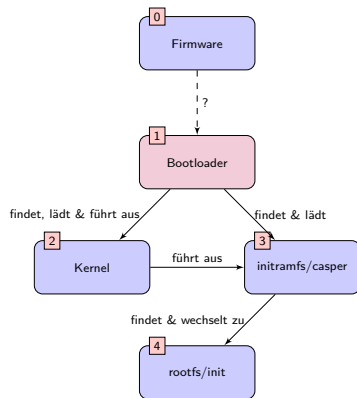 0
Firmware
?
1
Bootloader
findet, lädt & führt aus
findet & lädt
2
Kernel
führt aus
3
initramfs/casper
findet & wechselt zu
4
rootfs/init